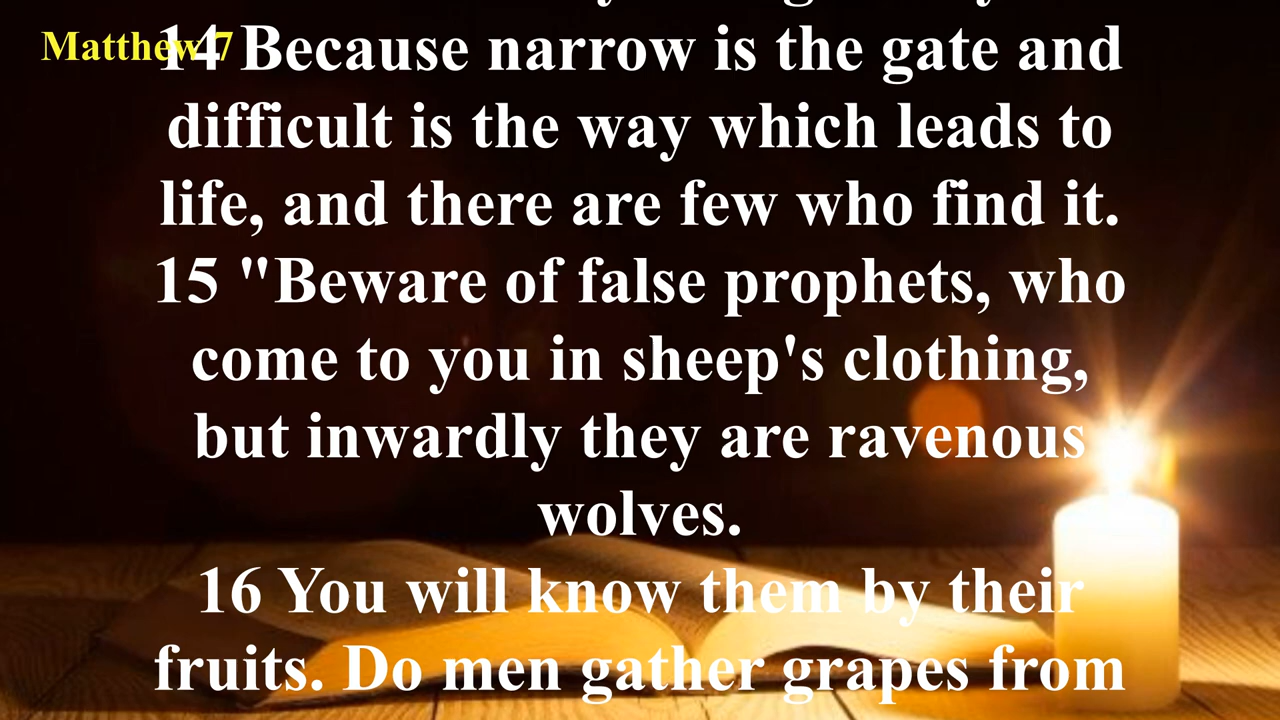 Matthew 7
14 Because narrow is the gate and
difficult is the way which leads to
life, and there are few who find it.
15 "Beware of false prophets, who
come to you in sheep's clothing,
but inwardly they are ravenous
wolves.
16 You will know them by their
fruits. Do men gather grapes from